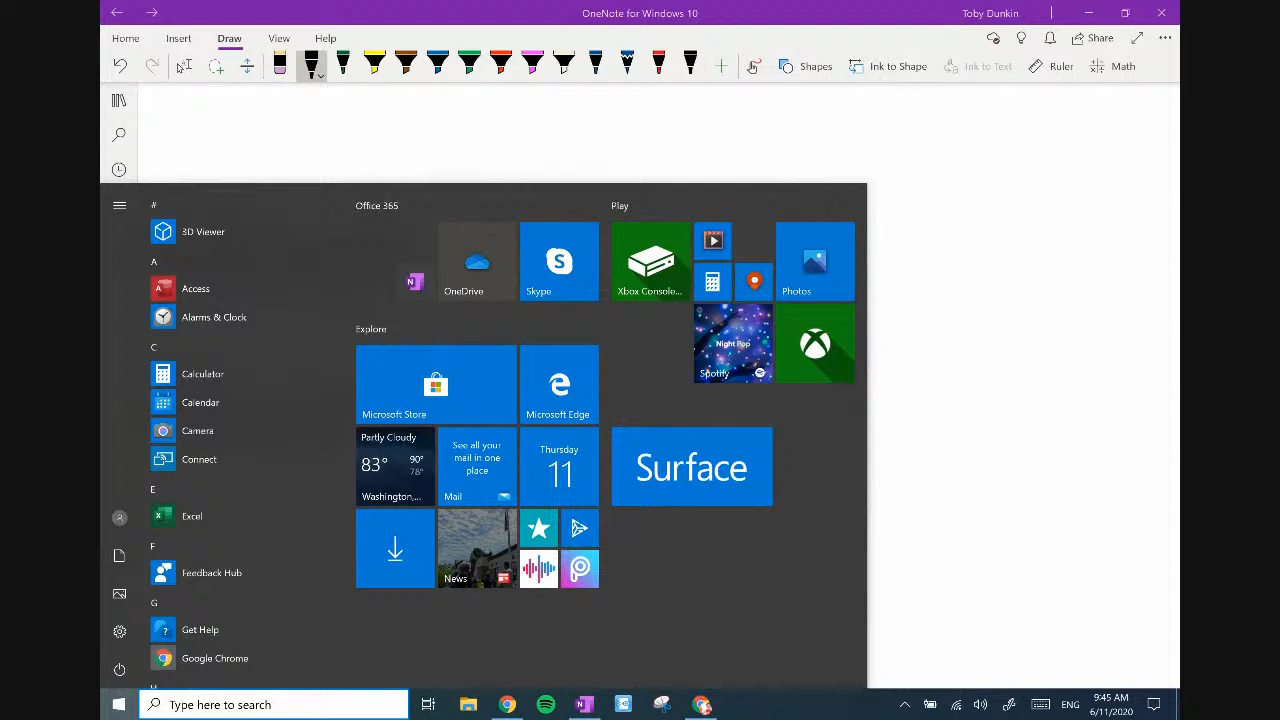 OneNote for Windows 10
Toby Dunkin
Home Insert Draw View Help
Share
Shapes Ink to Shape Ink to Text Ruler Math
#
3D Viewer
A
Access
Alarms & Clock
C
Calculator
Calendar
Camera
Connect
E
Excel
F
Feedback Hub
G
Get Help
Google Chrome
Office 365
OneDrive
Skype
Explore
Microsoft Store
Microsoft Edge
Partly Cloudy
83° 90°
78°
Washington,...
See all your
mail in one
place
Mail
Thursday
11
News
Play
Xbox Console...
Photos
Night Pop
Spotify
Surface
Type here to search
ENG
9:45 AM
6/11/2020